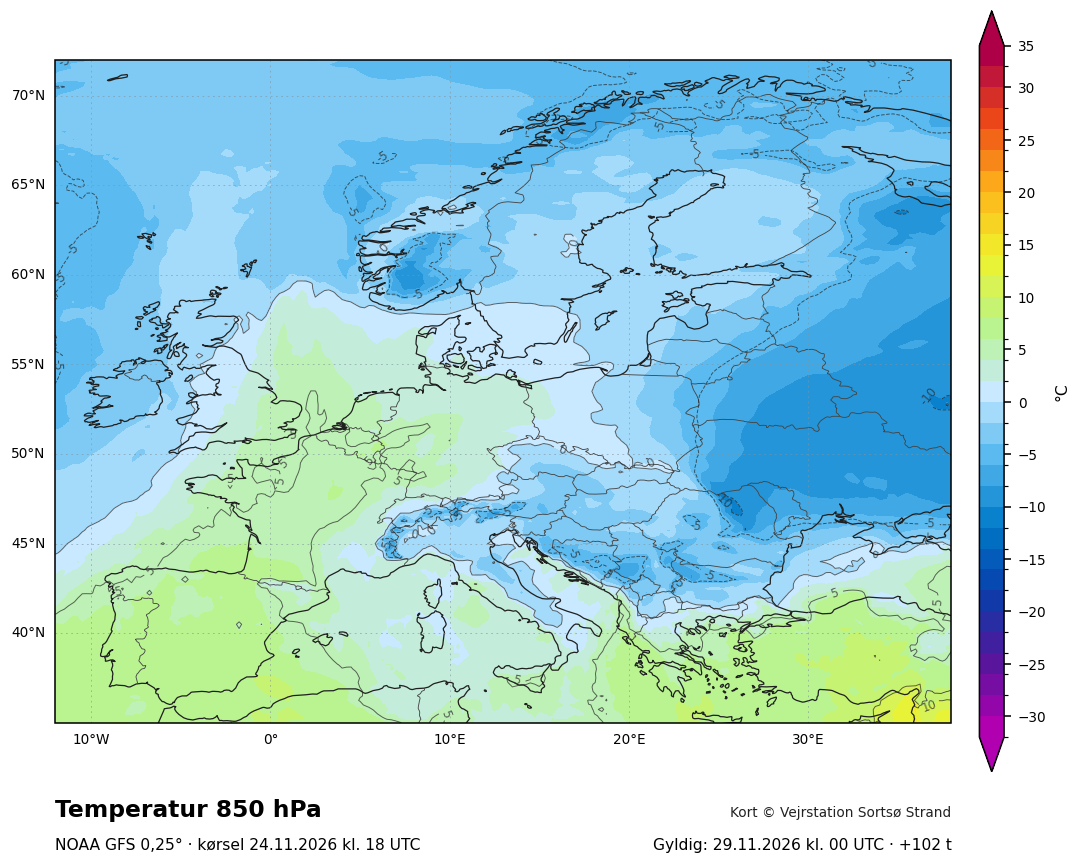 70°N
65°N
60°N
55°N
50°N
45°N
40°N
10°W
0°
10°E
20°E
30°E
35
30
25
20
15
10
5
0
−5
−10
−15
−20
−25
−30
°C
Temperatur 850 hPa
Kort © Vejrstation Sortsø Strand
NOAA GFS 0,25° · kørsel 24.11.2026 kl. 18 UTC
Gyldig: 29.11.2026 kl. 00 UTC · +102 t